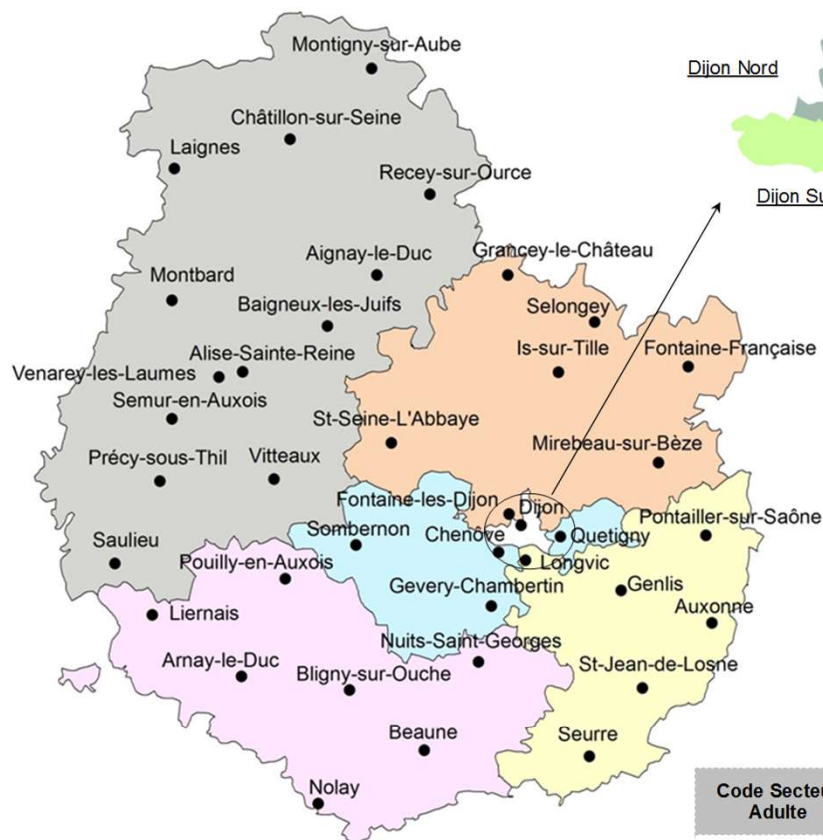 Montigny-sur-Aube
Dijon Nord
Châtillon-sur-Seine
Laignes
Recey-sur-Ource
Dijon Su
Aignay-le-Duc
Grancey-le-Château
Montbard
Baigneux-les-Juifs
Selongey
Alise-Sainte-Reine
Is-sur-Tille
Fontaine-Française
Venarey-les-Laumes
Semur-en-Auxois
St-Seine-L'Abbaye
Mirebeau-sur-Bèze
Précy-sous-Thil
Vitteaux
Fontaine-les-Dijon
Dijon
Pontailler-sur-Saône
Sombernon
Chenôve
Quetigny
Saulieu
Pouilly-en-Auxois
Longvic
Gevery-Chambertin
Genlis
Liernais
Auxonne
Nuits-Saint-Georges
Arnay-le-Duc
Bligny-sur-Ouche
St-Jean-de-Losne
Beaune
Seurre
Nolay
Code Secteu
Adulte